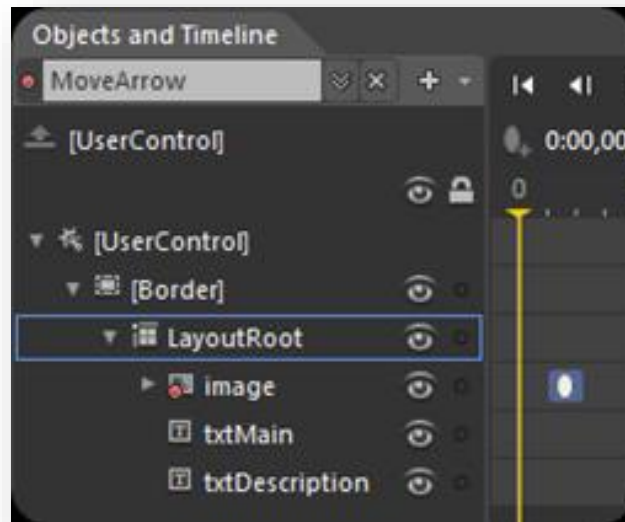 Objects and Timeline
MoveArrow
[UserControl]
0:00,00
0
[UserControl]
[Border]
LayoutRoot
image
txtMain
txtDescription